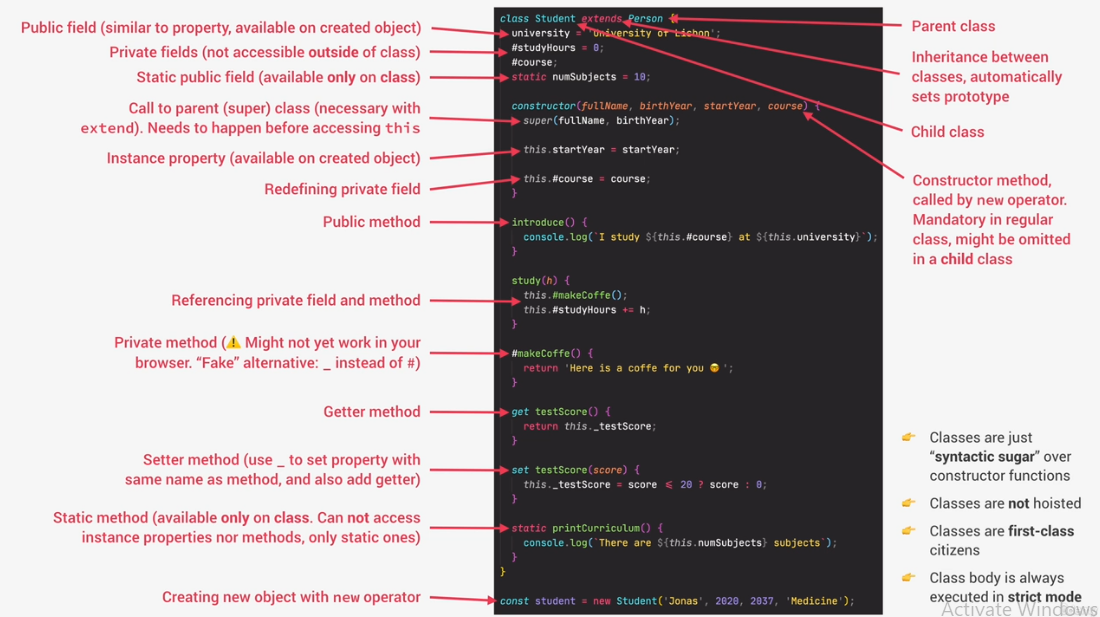 Public field (similar to property, available on created object)
Private fields (not accessible outside of class)
Static public field (available only on class)
Call to parent (super) class (necessary with
extend). Needs to happen before accessing this
Instance property (available on created object)
Redefining private field
Public method
Referencing private field and method
Private method (⚠️ Might not yet work in your
browser. “Fake” alternative: _ instead of #)
Getter method
Setter method (use _ to set property with
same name as method, and also add getter)
Static method (available only on class. Can not access
instance properties nor methods, only static ones)
Creating new object with new operator
class Student extends Person {
university = 'University of Lisbon';
#studyHours = 0;
#course;
static numSubjects = 10;
constructor(fullName, birthYear, startYear, course) {
super(fullName, birthYear);
this.startYear = startYear;
this.#course = course;
}
introduce() {
console.log(`I study ${this.#course} at ${this.university}`);
}
study(h) {
this.#makeCoffe();
this.#studyHours += h;
}
#makeCoffe() {
return 'Here is a coffe for you 🤓';
}
get testScore() {
return this._testScore;
}
set testScore(score) {
this._testScore = score ≤ 20 ? score : 0;
}
static printCurriculum() {
console.log(`There are ${this.numSubjects} subjects`);
}
}
const student = new Student('Jonas', 2020, 2037, 'Medicine');
Parent class
Inheritance between
classes, automatically
sets prototype
Child class
Constructor method,
called by new operator.
Mandatory in regular
class, might be omitted
in a child class
👉 Classes are just
“syntactic sugar” over
constructor functions
👉 Classes are not hoisted
👉 Classes are first-class
citizens
👉 Class body is always
executed in strict mode
Activate Windows